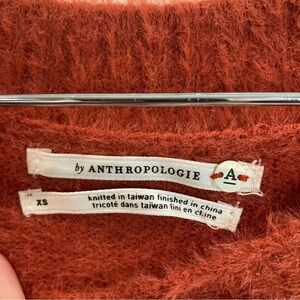 by ANTHROPOLOGIE A
XS
knitted in taiwan finished in china
tricoté dans taiwan fini en chine